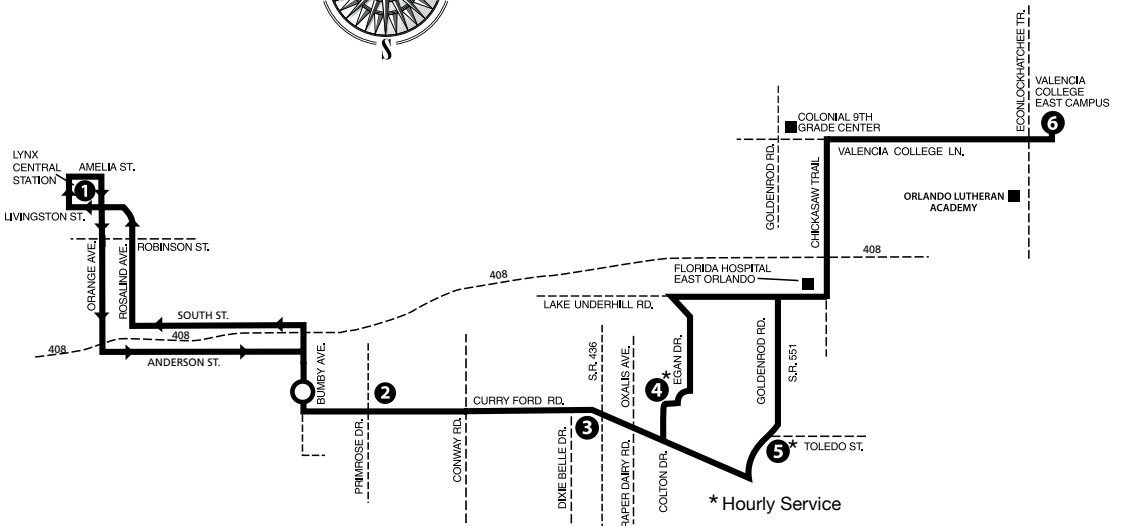 S
ECONLOCKHATCHEE TR.
VALENCIA
COLLEGE
EAST CAMPUS
6
COLONIAL 9TH
GRADE CENTER
GOLDENROD RD.
VALENCIA COLLEGE LN.
CHICKASAW TRAIL
ORLANDO LUTHERAN
ACADEMY
LYNX
CENTRAL
STATION
AMELIA ST.
1
LIVINGSTON ST.
ROBINSON ST.
ORANGE AVE.
ROSALIND AVE.
408
408
FLORIDA HOSPITAL
EAST ORLANDO
LAKE UNDERHILL RD.
SOUTH ST.
408
408
ANDERSON ST.
BUMBY AVE.
S.R. 436
OXALIS AVE.
EGAN DR.
GOLDENROD RD.
S.R. 551
2
4
*
CURRY FORD RD.
3
PRIMROSE DR.
CONWAY RD.
DIXIE BELLE DR.
RAPER DAIRY RD.
COLTON DR.
5
* TOLEDO ST.
* Hourly Service